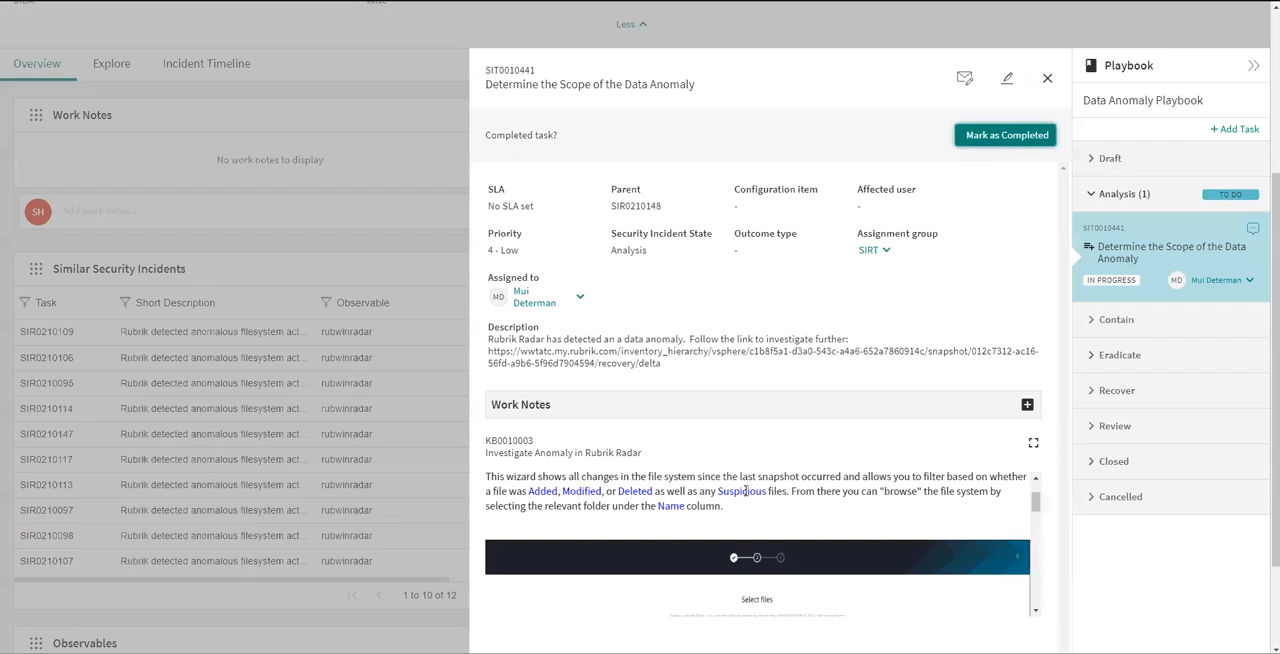 Less
Overview
Explore
Incident Timeline
Work Notes
No work notes to display
SH
Add work notes...
Similar Security Incidents
Task
Short Description
Observable
SIR0210109 Rubrik detected anomalous filesystem act... rubwinradar
SIR0210106 Rubrik detected anomalous filesystem act... rubwinradar
SIR0210095 Rubrik detected anomalous filesystem act... rubwinradar
SIR0210114 Rubrik detected anomalous filesystem act... rubwinradar
SIR0210147 Rubrik detected anomalous filesystem act... rubwinradar
SIR0210117 Rubrik detected anomalous filesystem act... rubwinradar
SIR0210113 Rubrik detected anomalous filesystem act... rubwinradar
SIR0210097 Rubrik detected anomalous filesystem act... rubwinradar
SIR0210098 Rubrik detected anomalous filesystem act... rubwinradar
SIR0210107 Rubrik detected anomalous filesystem act... rubwinradar
1 to 10 of 12
Observables
SIT0010441
Determine the Scope of the Data Anomaly
Completed task?
Mark as Completed
SLA Parent Configuration item Affected user
No SLA set SIR0210148 - -
Priority Security Incident State Outcome type Assignment group
4 - Low Analysis - SIRT
Assigned to
MD
Mui
Determan
Description
Rubrik Radar has detected an a data anomaly. Follow the link to investigate further:
https://wwtatc.my.rubrik.com/inventory_hierarchy/vsphere/c1b8f5a1-d3a0-543c-a4a6-652a7860914c/snapshot/012c7312-ac16-
56fd-a9b6-5f96d7904594/recovery/delta
Work Notes
KB0010003
Investigate Anomaly in Rubrik Radar
This wizard shows all changes in the file system since the last snapshot occurred and allows you to filter based on whether
a file was Added, Modified, or Deleted as well as any Suspicious files. From there you can "browse" the file system by
selecting the relevant folder under the Name column.
Select files
Playbook
Data Anomaly Playbook
+ Add Task
Draft
Analysis (1)
TO DO
SIT0010441
Determine the Scope of the Data
Anomaly
IN PROGRESS
MD
Mui Determan
Contain
Eradicate
Recover
Review
Closed
Cancelled